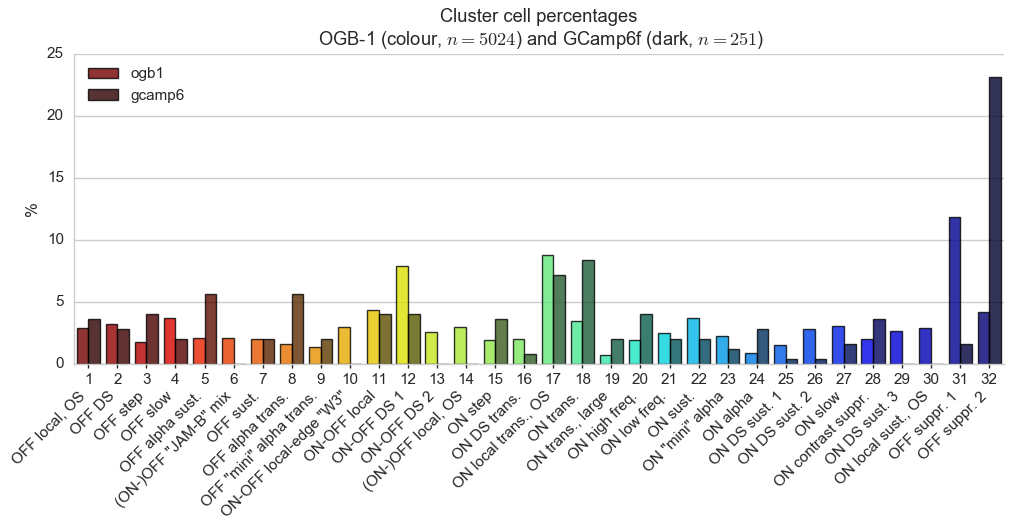 Cluster cell percentages
OGB-1 (colour, n = 5024) and GCamp6f (dark, n = 251)
25
20
15
10
5
0
%
ogb1
gcamp6
1 2 3 4 5 6 7 8 9 10 11 12 13 14 15 16 17 18 19 20 21 22 23 24 25 26 27 28 29 30 31 32
OFF local, OS
OFF DS
OFF step
OFF slow
OFF alpha sust.
(ON-)OFF "JAM-B" mix
OFF sust.
OFF alpha trans.
OFF "mini" alpha trans.
ON-OFF local-edge "W3"
ON-OFF local
ON-OFF DS 1
ON-OFF DS 2
(ON-)OFF local, OS
ON step
ON DS trans.
ON local trans., OS
ON trans.
ON trans., large
ON high freq.
ON low freq.
ON sust.
ON "mini" alpha
ON alpha
ON DS sust. 1
ON DS sust. 2
ON slow
ON contrast suppr.
ON DS sust. 3
ON local sust., OS
OFF suppr. 1
OFF suppr. 2